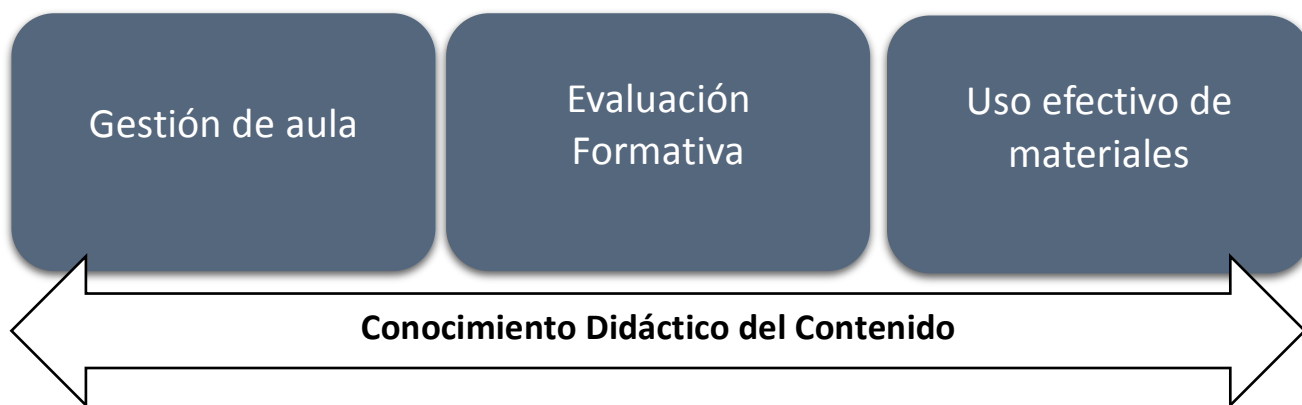 Gestión de aula
Evaluación
Formativa
Uso efectivo de
materiales
Conocimiento Didáctico del Contenido